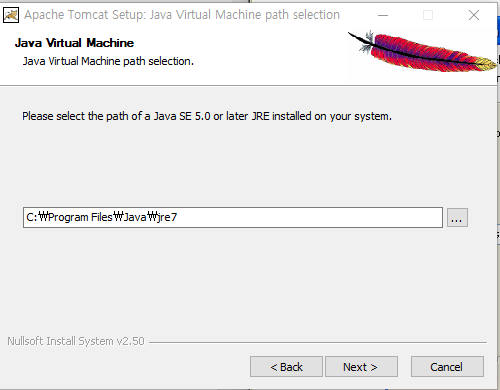 Apache Tomcat Setup: Java Virtual Machine path selection
Java Virtual Machine
Java Virtual Machine path selection.
Please select the path of a Java SE 5.0 or later JRE installed on your system.
C:₩Program Files₩Java₩jre7
...
Nullsoft Install System v2.50
< Back
Next >
Cancel